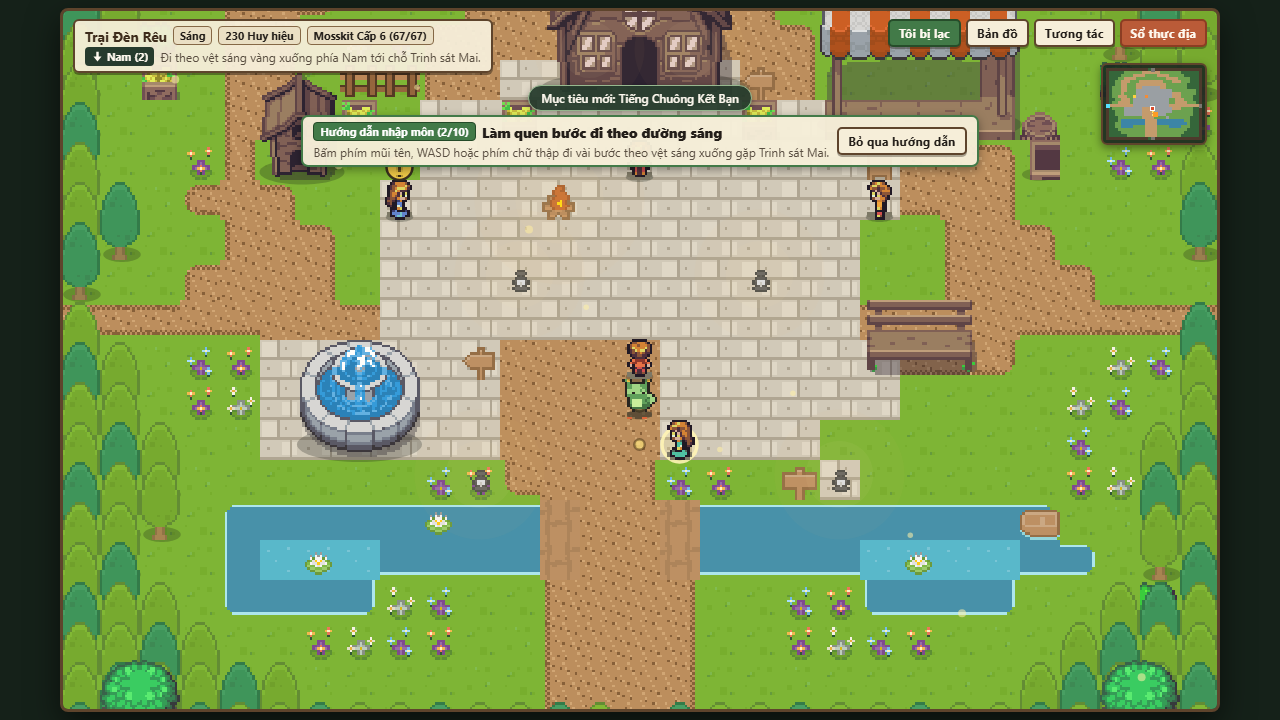 Trại Đèn Rêu Sáng 230 Huy hiệu Mosskit Cấp 6 (67/67)
↓ Nam (2) Đi theo vệt sáng vàng xuống phía Nam tới chỗ Trinh sát Mai.
Tôi bị lạc Bản đồ Tương tác Sổ thực địa
Mục tiêu mới: Tiếng Chuông Kết Bạn
Hướng dẫn nhập môn (2/10) Làm quen bước đi theo đường sáng
Bấm phím mũi tên, WASD hoặc phím chữ thập đi vài bước theo vệt sáng xuống gặp Trinh sát Mai.
Bỏ qua hướng dẫn